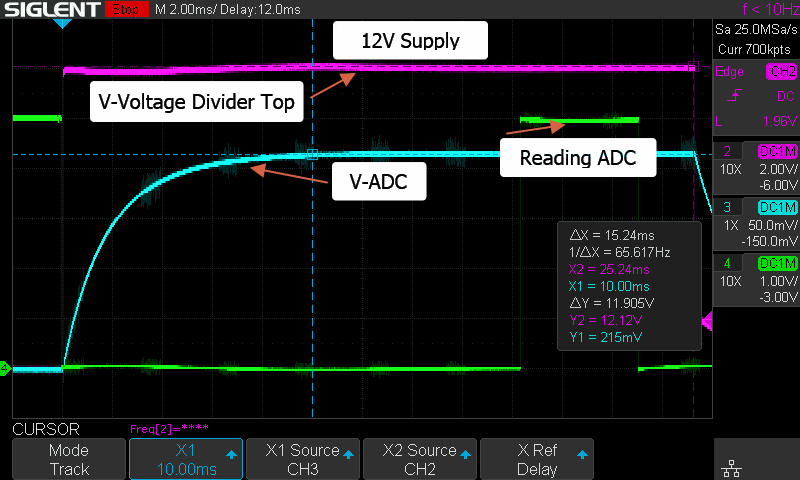 SIGLENT Stop M 2.00ms/ Delay:12.0ms f < 10Hz
Sa 25.0MSa/s
Curr 700kpts
12V Supply
Edge CH2
DC
L 1.96V
V-Voltage Divider Top
Reading ADC
V-ADC
2 DC1M
10X 2.00V/
-6.00V
3 DC1M
1X 50.0mV/
-150.0mV
4 DC1M
10X 1.00V/
-3.00V
ΔX = 15.24ms
1/ΔX = 65.617Hz
X2 = 25.24ms
X1 = 10.00ms
ΔY = 11.905V
Y2 = 12.12V
Y1 = 215mV
4
CURSOR Freq[2]=****
Mode
Track
X1
10.00ms
X1 Source
CH3
X2 Source
CH2
X Ref
Delay